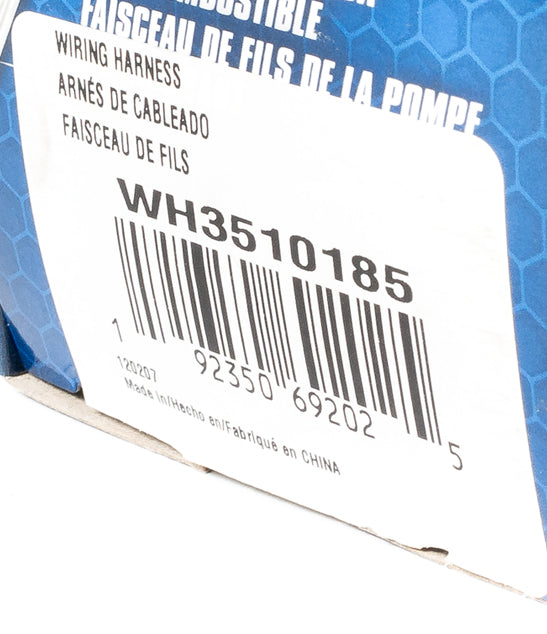 FAISCEAU DE FILS DE LA POMPE
WIRING HARNESS
ARNÉS DE CABLEADO
FAISCEAU DE FILS
WH3510185
1 92350 69202 5
120207
Made in/Hecho en/Fabriqué en CHINA